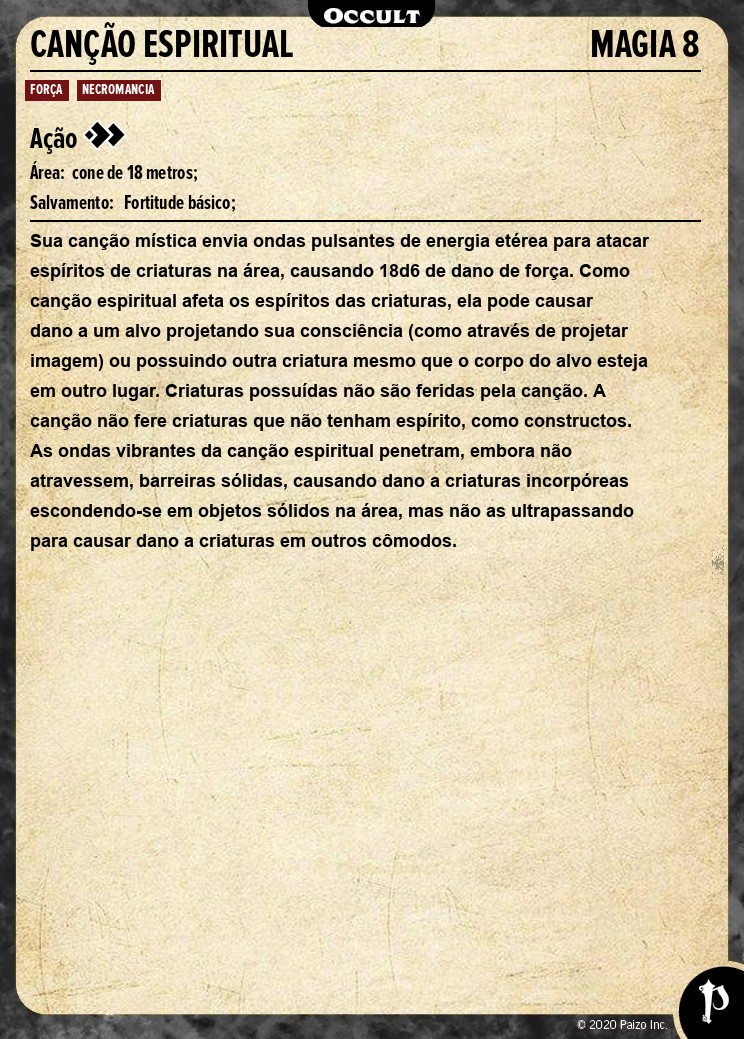 OCCULT
CANÇÃO ESPIRITUAL MAGIA 8
FORÇA NECROMANCIA
Ação
Área: cone de 18 metros;
Salvamento: Fortitude básico;
Sua canção mística envia ondas pulsantes de energia etérea para atacar
espíritos de criaturas na área, causando 18d6 de dano de força. Como
canção espiritual afeta os espíritos das criaturas, ela pode causar
dano a um alvo projetando sua consciência (como através de projetar
imagem) ou possuindo outra criatura mesmo que o corpo do alvo esteja
em outro lugar. Criaturas possuídas não são feridas pela canção. A
canção não fere criaturas que não tenham espírito, como constructos.
As ondas vibrantes da canção espiritual penetram, embora não
atravessem, barreiras sólidas, causando dano a criaturas incorpóreas
escondendo-se em objetos sólidos na área, mas não as ultrapassando
para causar dano a criaturas em outros cômodos.
© 2020 Paizo Inc.
P